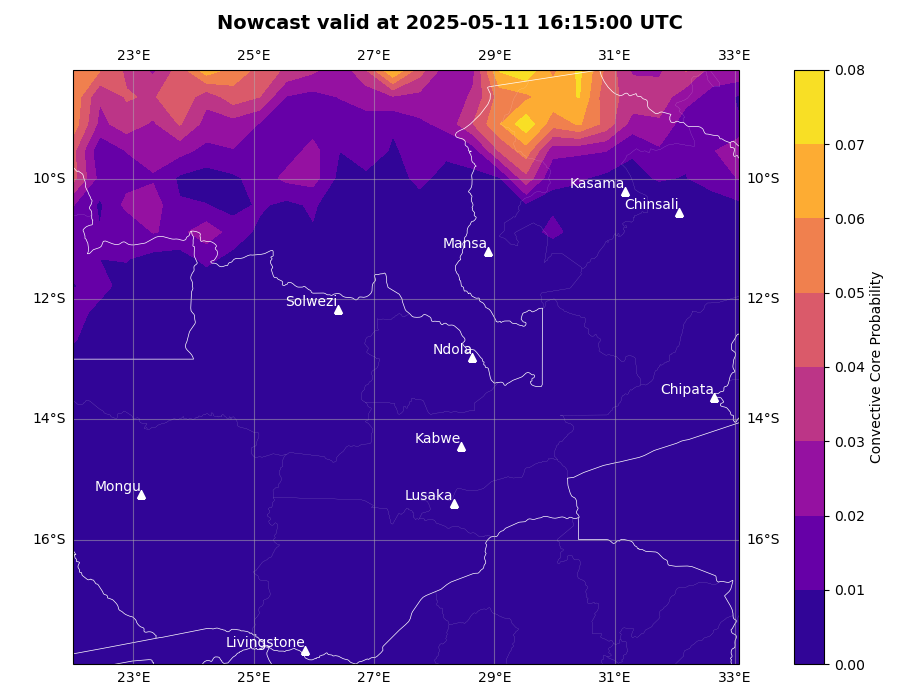 Nowcast valid at 2025-05-11 16:15:00 UTC
23°E 25°E 27°E 29°E 31°E 33°E
0.08
0.07
10°S Kasama 10°S
Chinsali
0.06
Mansa
0.05
12°S Solwezi 12°S
Ndola
0.04
Chipata
14°S 14°S
Kabwe
0.03
Mongu
Lusaka
0.02
16°S 16°S
0.01
Livingstone
0.00
23°E 25°E 27°E 29°E 31°E 33°E
Convective Core Probability